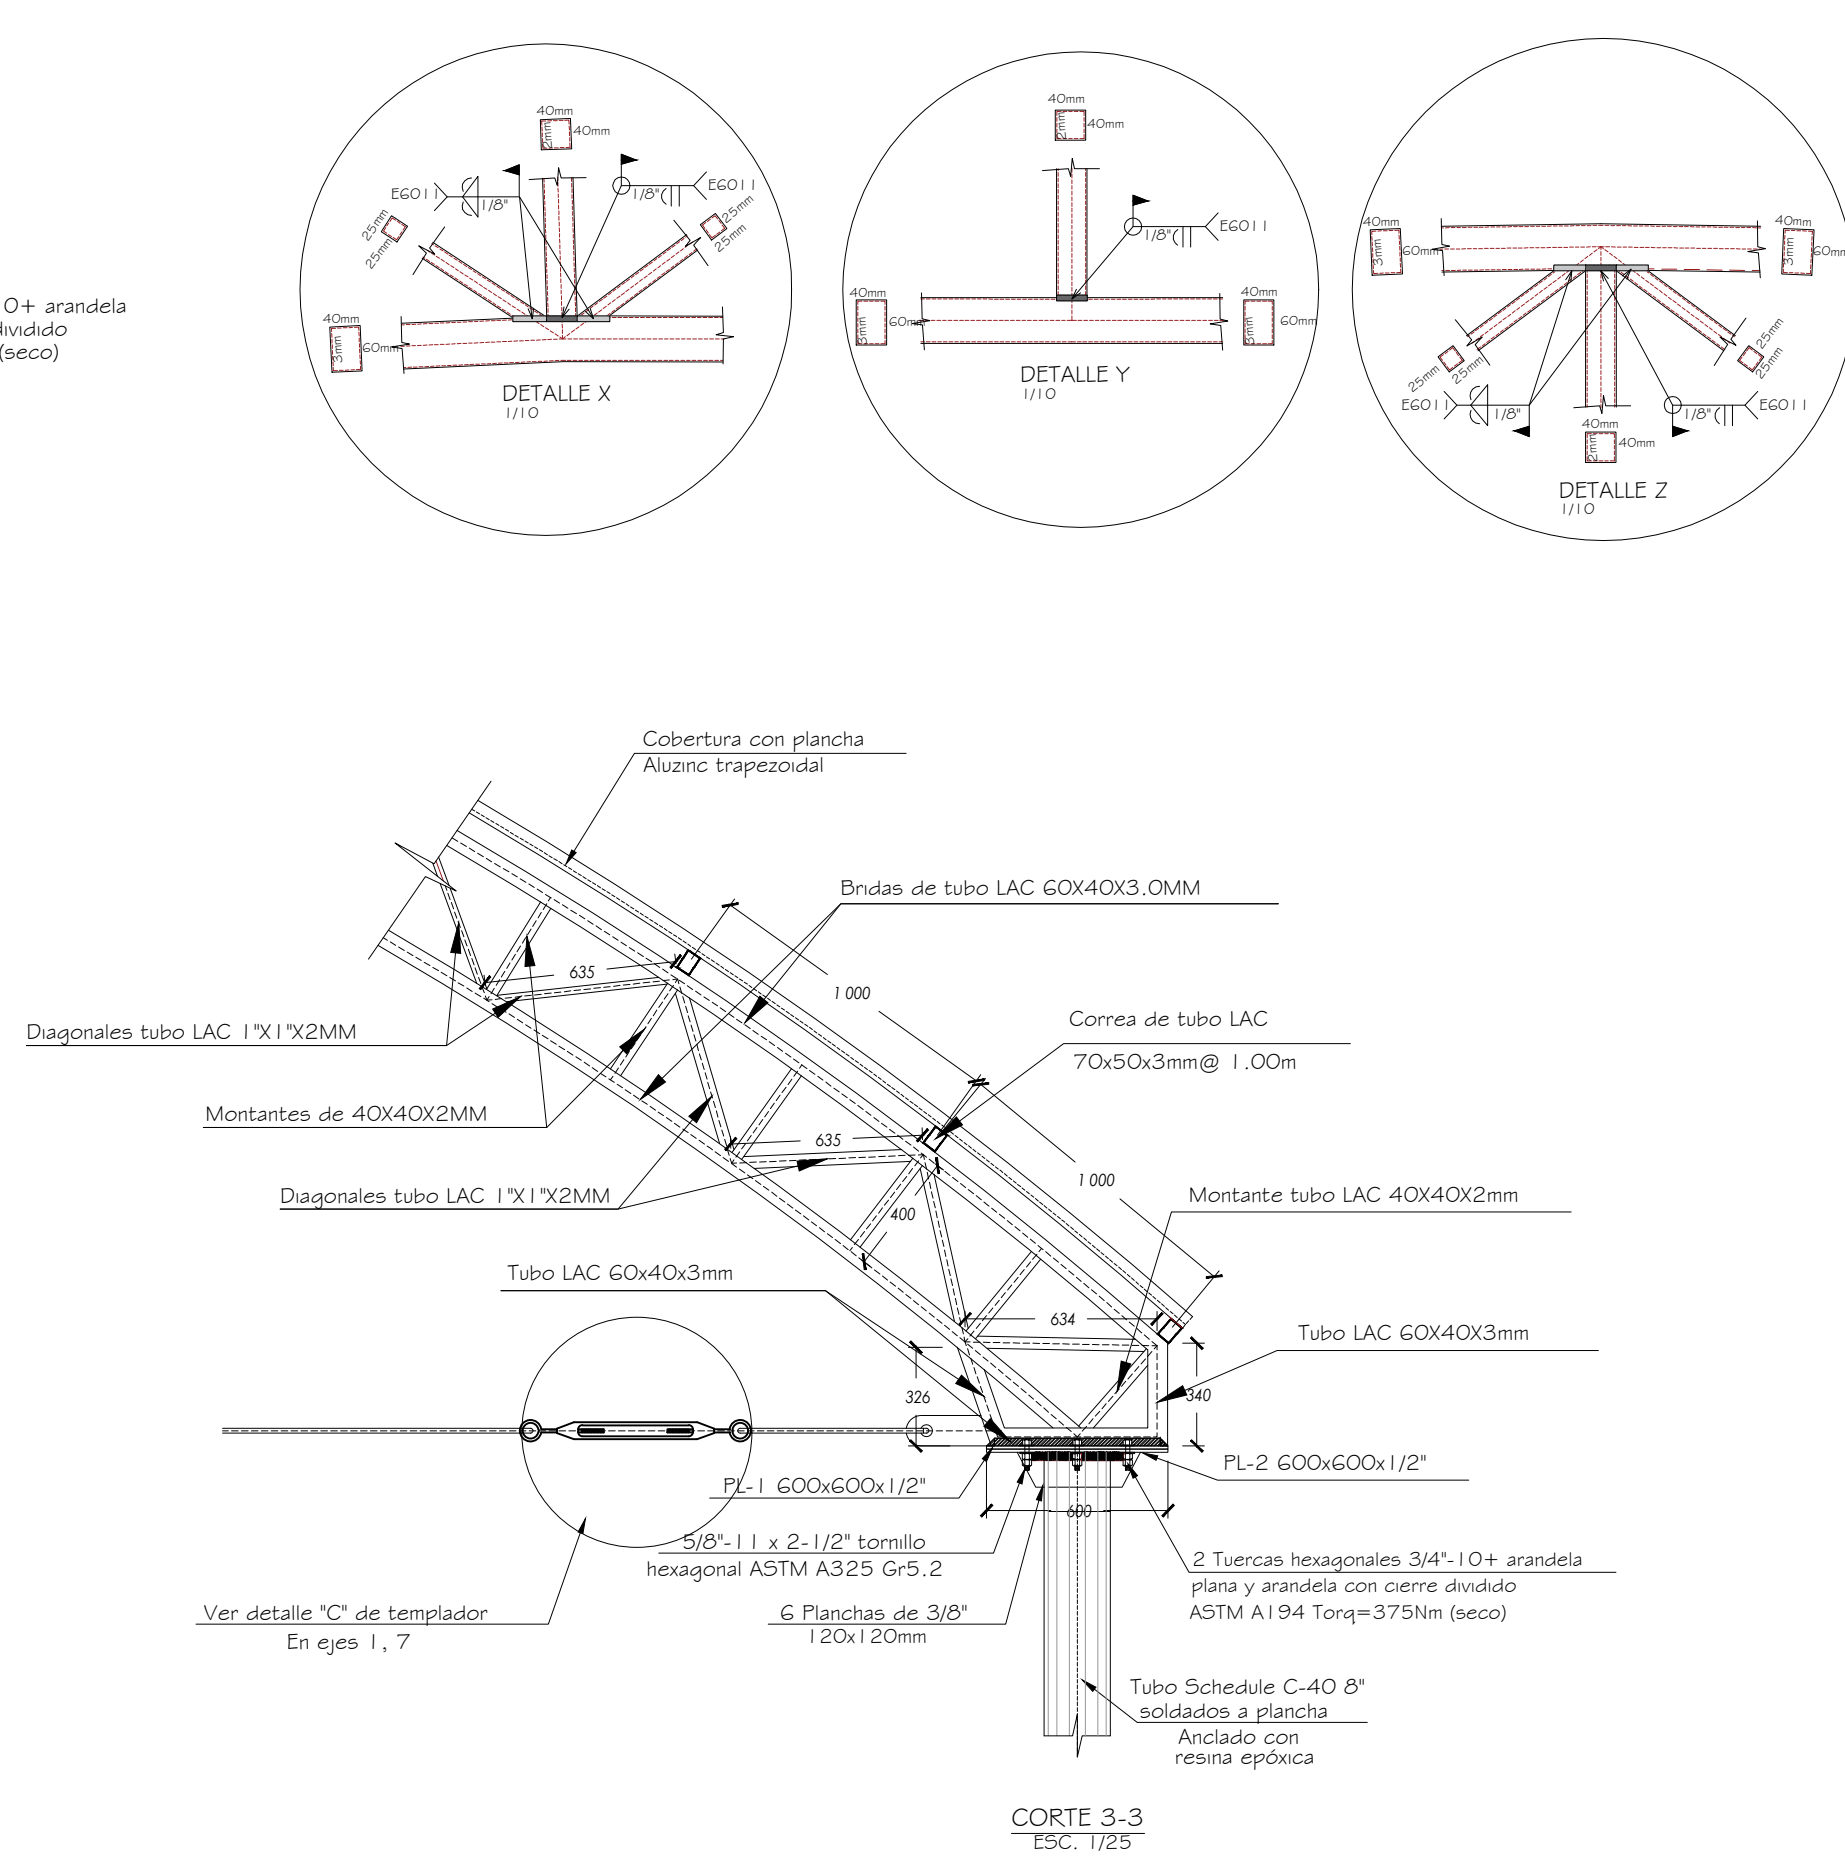 0+ arandela
dividido
(seco)
40mm
2mm
40mm
E6011
1/8"
1/8"
E6011
25mm
25mm
25mm
25mm
40mm
3mm
60mm
DETALLE X
1/10
40mm
2mm
40mm
1/8"
E6011
40mm
3mm
60mm
40mm
3mm
60mm
DETALLE Y
1/10
40mm
3mm
60mm
40mm
3mm
60mm
25mm
25mm
25mm
25mm
E6011
1/8"
1/8"
E6011
40mm
2mm
40mm
DETALLE Z
1/10
Cobertura con plancha
Aluzinc trapezoidal
Bridas de tubo LAC 60X40X3.0MM
635
1 000
Correa de tubo LAC
70x50x3mm@ 1.00m
Diagonales tubo LAC 1"X1"X2MM
Montantes de 40X40X2MM
635
1 000
Diagonales tubo LAC 1"X1"X2MM
Montante tubo LAC 40X40X2mm
400
Tubo LAC 60x40x3mm
634
Tubo LAC 60X40X3mm
326
340
PL-1 600x600x1/2"
PL-2 600x600x1/2"
600
5/8"-11 x 2-1/2" tornillo
hexagonal ASTM A325 Gr5.2
2 Tuercas hexagonales 3/4"-10+ arandela
plana y arandela con cierre dividido
ASTM A194 Torq=375Nm (seco)
Ver detalle "C" de templador
En ejes 1, 7
6 Planchas de 3/8"
120x120mm
Tubo Schedule C-40 8"
soldados a plancha
Anclado con
resina epóxica
CORTE 3-3
ESC. 1/25